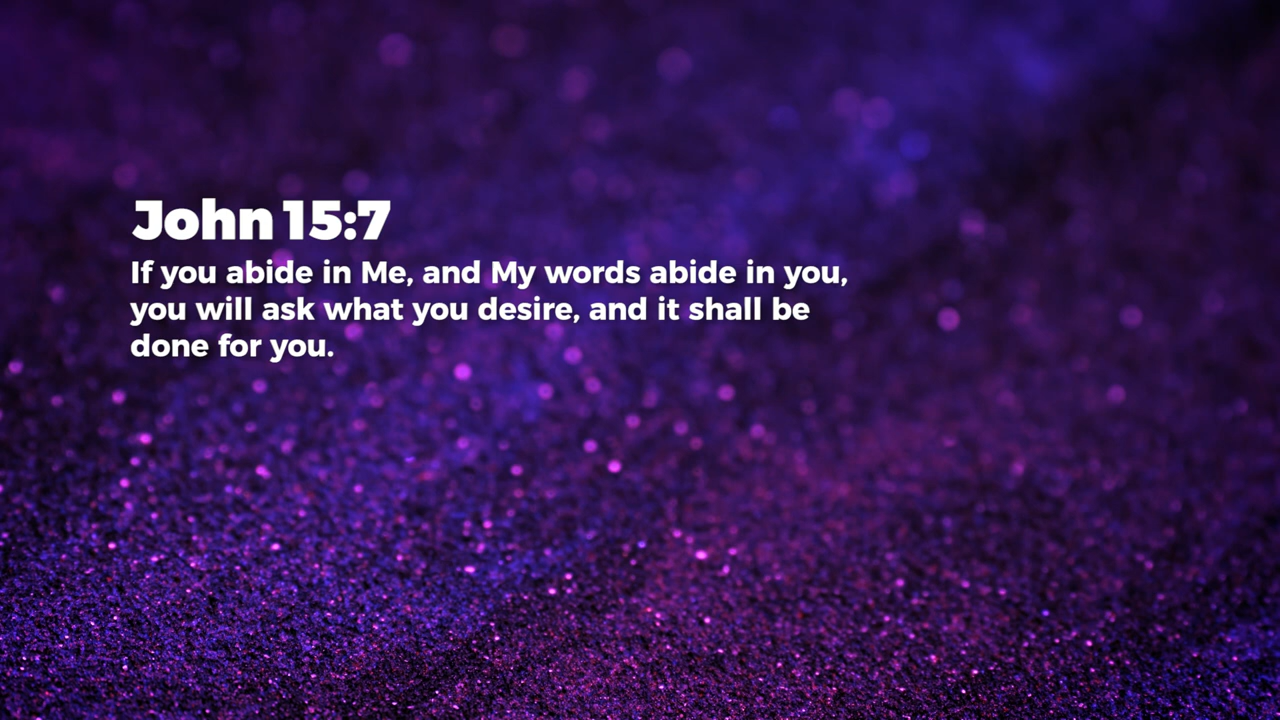 John 15:7
If you abide in Me, and My words abide in you,
you will ask what you desire, and it shall be
done for you.